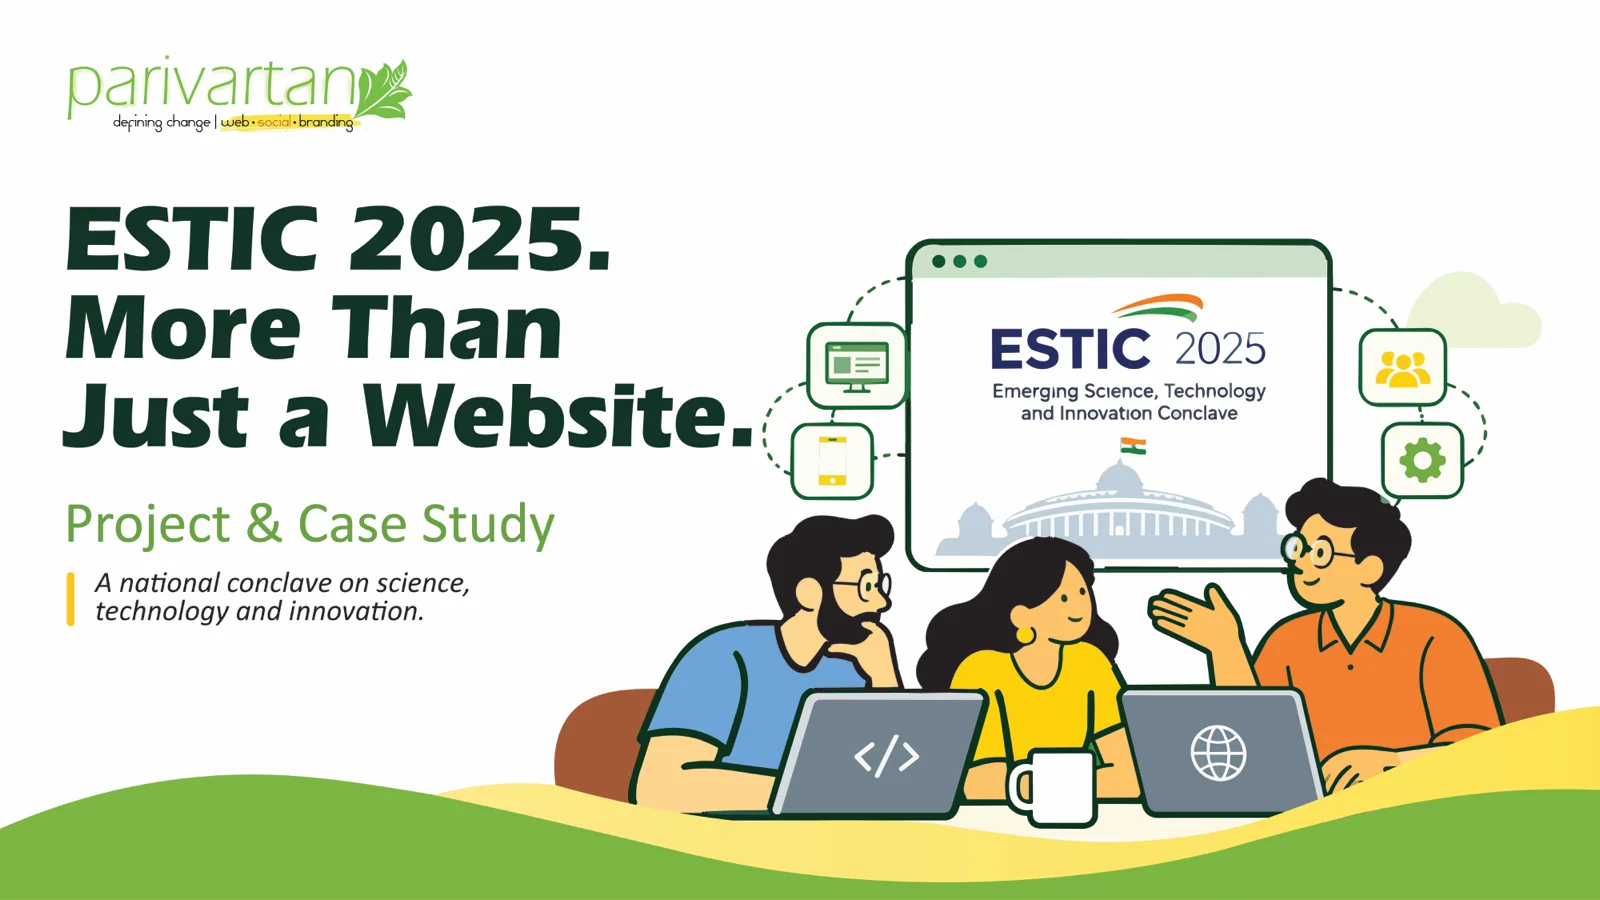 parivartan
defining change | web • social • branding
ESTIC 2025.
More Than
Just a Website.
Project & Case Study
A national conclave on science,
technology and innovation.
ESTIC 2025
Emerging Science, Technology
and Innovation Conclave
</>